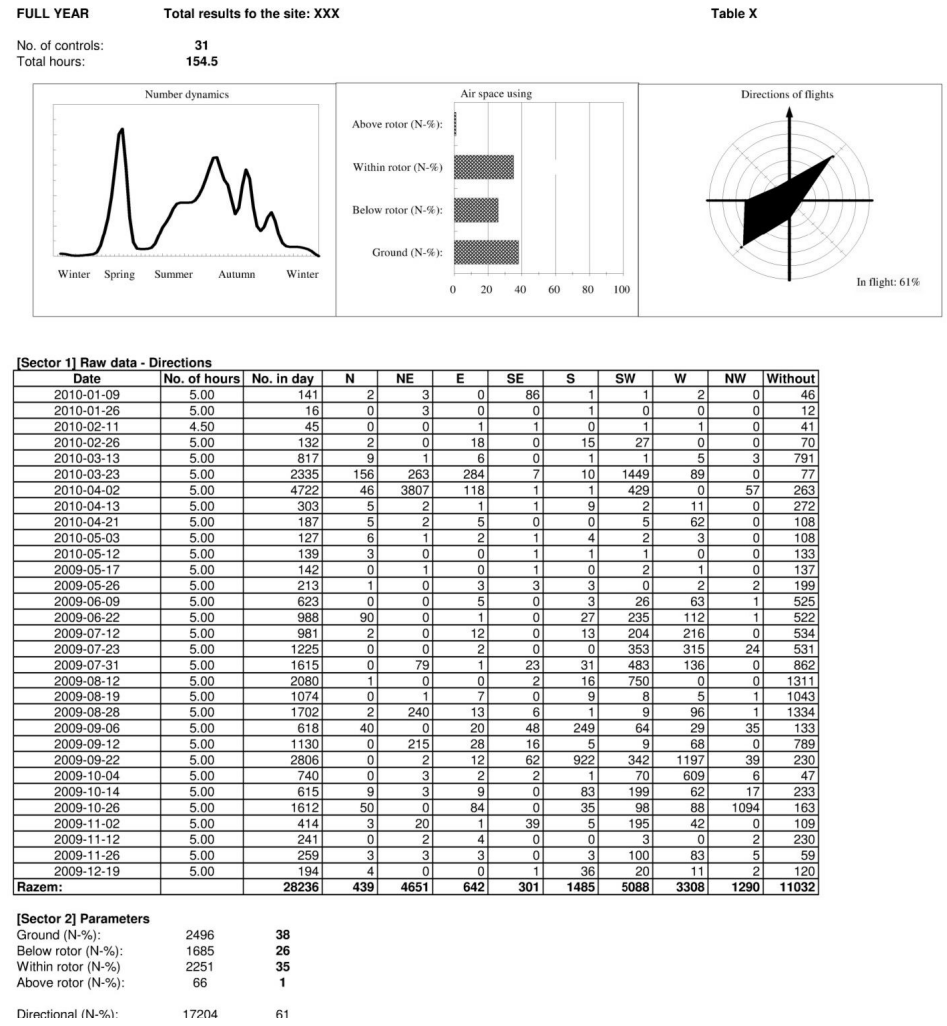 FULL YEAR Total results fo the site: XXX Table X
No. of controls: 31
Total hours: 154.5
Number dynamics
Winter Spring Summer Autumn Winter
Air space using
Above rotor (N-%):
Within rotor (N-%)
Below rotor (N-%):
Ground (N-%):
0 20 40 60 80 100
Directions of flights
In flight: 61%
[Sector 1] Raw data - Directions
Date No. of hours No. in day N NE E SE S SW W NW Without
2010-01-09 5.00 141 2 3 0 86 1 1 2 0 46
2010-01-26 5.00 16 0 3 0 0 1 0 0 0 12
2010-02-11 4.50 45 0 0 1 1 0 1 1 0 41
2010-02-26 5.00 132 2 0 18 0 15 27 0 0 70
2010-03-13 5.00 817 9 1 6 0 1 1 5 3 791
2010-03-23 5.00 2335 156 263 284 7 10 1449 89 0 77
2010-04-02 5.00 4722 46 3807 118 1 1 429 0 57 263
2010-04-13 5.00 303 5 2 1 1 9 2 11 0 272
2010-04-21 5.00 187 5 2 5 0 0 5 62 0 108
2010-05-03 5.00 127 6 1 2 1 4 2 3 0 108
2010-05-12 5.00 139 3 0 0 1 1 1 0 0 133
2009-05-17 5.00 142 0 1 0 1 0 2 1 0 137
2009-05-26 5.00 213 1 0 3 3 3 0 2 2 199
2009-06-09 5.00 623 0 0 5 0 3 26 63 1 525
2009-06-22 5.00 988 90 0 1 0 27 235 112 1 522
2009-07-12 5.00 981 2 0 12 0 13 204 216 0 534
2009-07-23 5.00 1225 0 0 2 0 0 353 315 24 531
2009-07-31 5.00 1615 0 79 1 23 31 483 136 0 862
2009-08-12 5.00 2080 1 0 0 2 16 750 0 0 1311
2009-08-19 5.00 1074 0 1 7 0 9 8 5 1 1043
2009-08-28 5.00 1702 2 240 13 6 1 9 96 1 1334
2009-09-06 5.00 618 40 0 20 48 249 64 29 35 133
2009-09-12 5.00 1130 0 215 28 16 5 9 68 0 789
2009-09-22 5.00 2806 0 2 12 62 922 342 1197 39 230
2009-10-04 5.00 740 0 3 2 2 1 70 609 6 47
2009-10-14 5.00 615 9 3 9 0 83 199 62 17 233
2009-10-26 5.00 1612 50 0 84 0 35 98 88 1094 163
2009-11-02 5.00 414 3 20 1 39 5 195 42 0 109
2009-11-12 5.00 241 0 2 4 0 0 3 0 2 230
2009-11-26 5.00 259 3 3 3 0 3 100 83 5 59
2009-12-19 5.00 194 4 0 0 1 36 20 11 2 120
Razem: 28236 439 4651 642 301 1485 5088 3308 1290 11032
[Sector 2] Parameters
Ground (N-%): 2496 38
Below rotor (N-%): 1685 26
Within rotor (N-%) 2251 35
Above rotor (N-%): 66 1
Directional (N-%): 17204 61